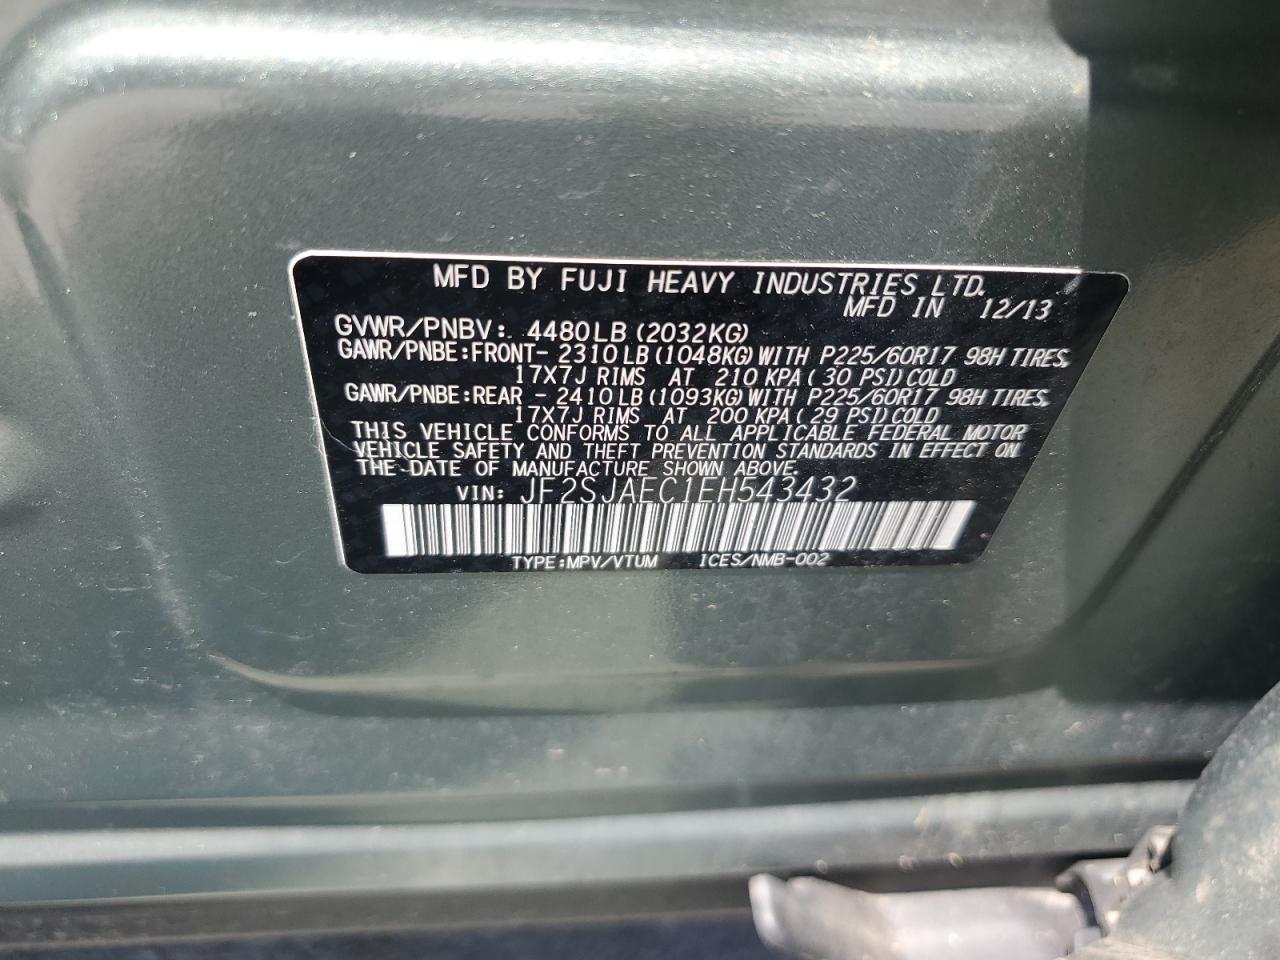 MFD BY FUJI HEAVY INDUSTRIES LTD.
MFD IN 12/13
GVWR/PNBV: 4480LB (2032KG)
GAWR/PNBE:FRONT- 2310LB (1048KG) WITH P225/60R17 98H TIRES,
17X7J RIMS AT 210 KPA (30 PSI) COLD
GAWR/PNBE:REAR - 2410LB (1093KG) WITH P225/60R17 98H TIRES,
17X7J RIMS AT 200 KPA (29 PSI) COLD
THIS VEHICLE CONFORMS TO ALL APPLICABLE FEDERAL MOTOR
VEHICLE SAFETY AND THEFT PREVENTION STANDARDS IN EFFECT ON
THE DATE OF MANUFACTURE SHOWN ABOVE.
VIN: JF2SJAEC1EH543432
TYPE:MPV/VTUM ICES/NMB-002